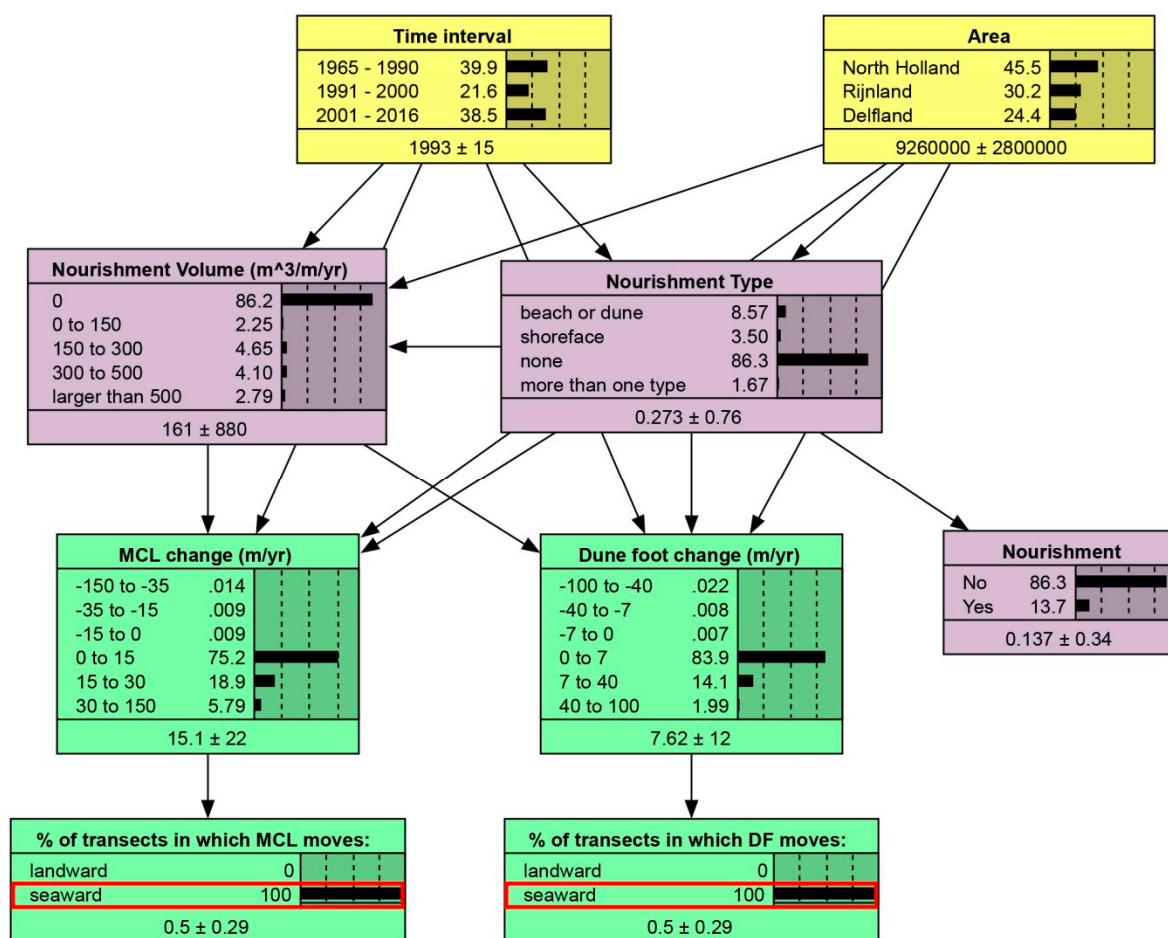 Time interval
1965 - 1990 39.9
1991 - 2000 21.6
2001 - 2016 38.5
1993 ± 15
Area
North Holland 45.5
Rijnland 30.2
Delfland 24.4
9260000 ± 2800000
Nourishment Volume (m^3/m/yr)
0 86.2
0 to 150 2.25
150 to 300 4.65
300 to 500 4.10
larger than 500 2.79
161 ± 880
Nourishment Type
beach or dune 8.57
shoreface 3.50
none 86.3
more than one type 1.67
0.273 ± 0.76
MCL change (m/yr)
-150 to -35 .014
-35 to -15 .009
-15 to 0 .009
0 to 15 75.2
15 to 30 18.9
30 to 150 5.79
15.1 ± 22
Dune foot change (m/yr)
-100 to -40 .022
-40 to -7 .008
-7 to 0 .007
0 to 7 83.9
7 to 40 14.1
40 to 100 1.99
7.62 ± 12
Nourishment
No 86.3
Yes 13.7
0.137 ± 0.34
% of transects in which MCL moves:
landward 0
seaward 100
0.5 ± 0.29
% of transects in which DF moves:
landward 0
seaward 100
0.5 ± 0.29